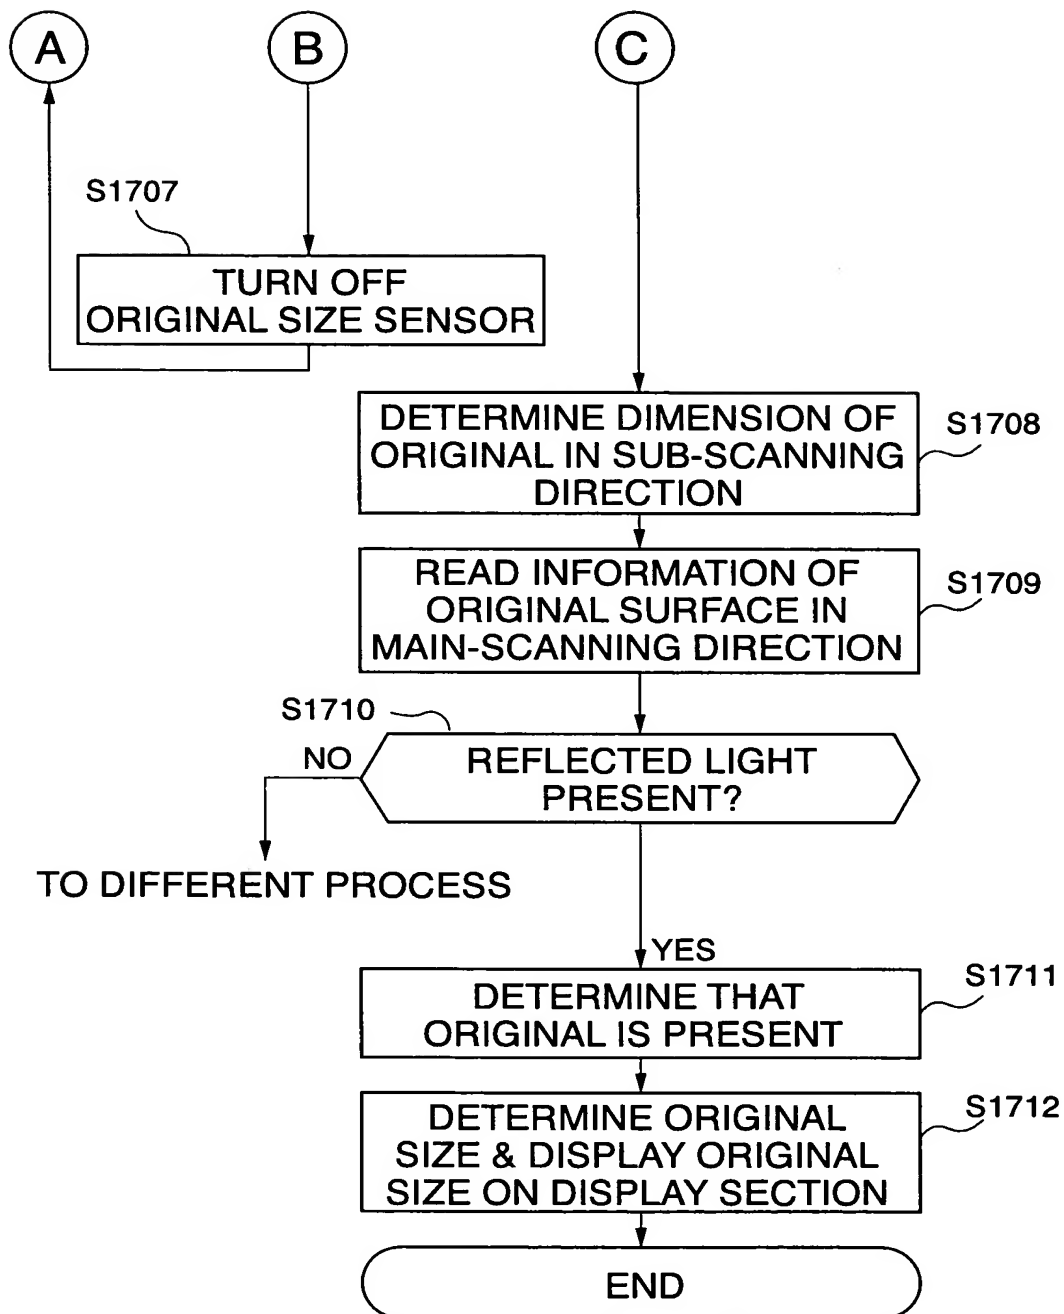 A
B
C
S1707
TURN OFF
ORIGINAL SIZE SENSOR
DETERMINE DIMENSION OF
ORIGINAL IN SUB-SCANNING
DIRECTION
S1708
READ INFORMATION OF
ORIGINAL SURFACE IN
MAIN-SCANNING DIRECTION
S1709
S1710
NO
REFLECTED LIGHT
PRESENT?
TO DIFFERENT PROCESS
YES
DETERMINE THAT
ORIGINAL IS PRESENT
S1711
DETERMINE ORIGINAL
SIZE & DISPLAY ORIGINAL
SIZE ON DISPLAY SECTION
S1712
END